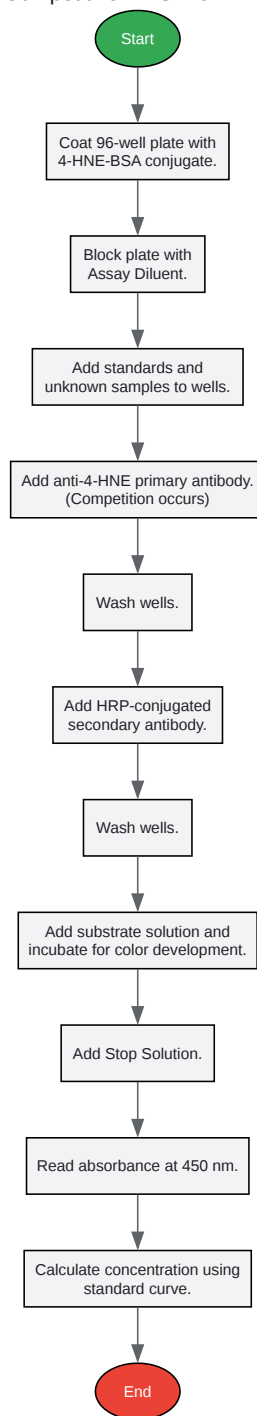 Start
Coat 96-well plate with
4-HNE-BSA conjugate.
Block plate with
Assay Diluent.
Add standards and
unknown samples to wells.
Add anti-4-HNE primary antibody.
(Competition occurs)
Wash wells.
Add HRP-conjugated
secondary antibody.
Wash wells.
Add substrate solution and
incubate for color development.
Add Stop Solution.
Read absorbance at 450 nm.
Calculate concentration using
standard curve.
End